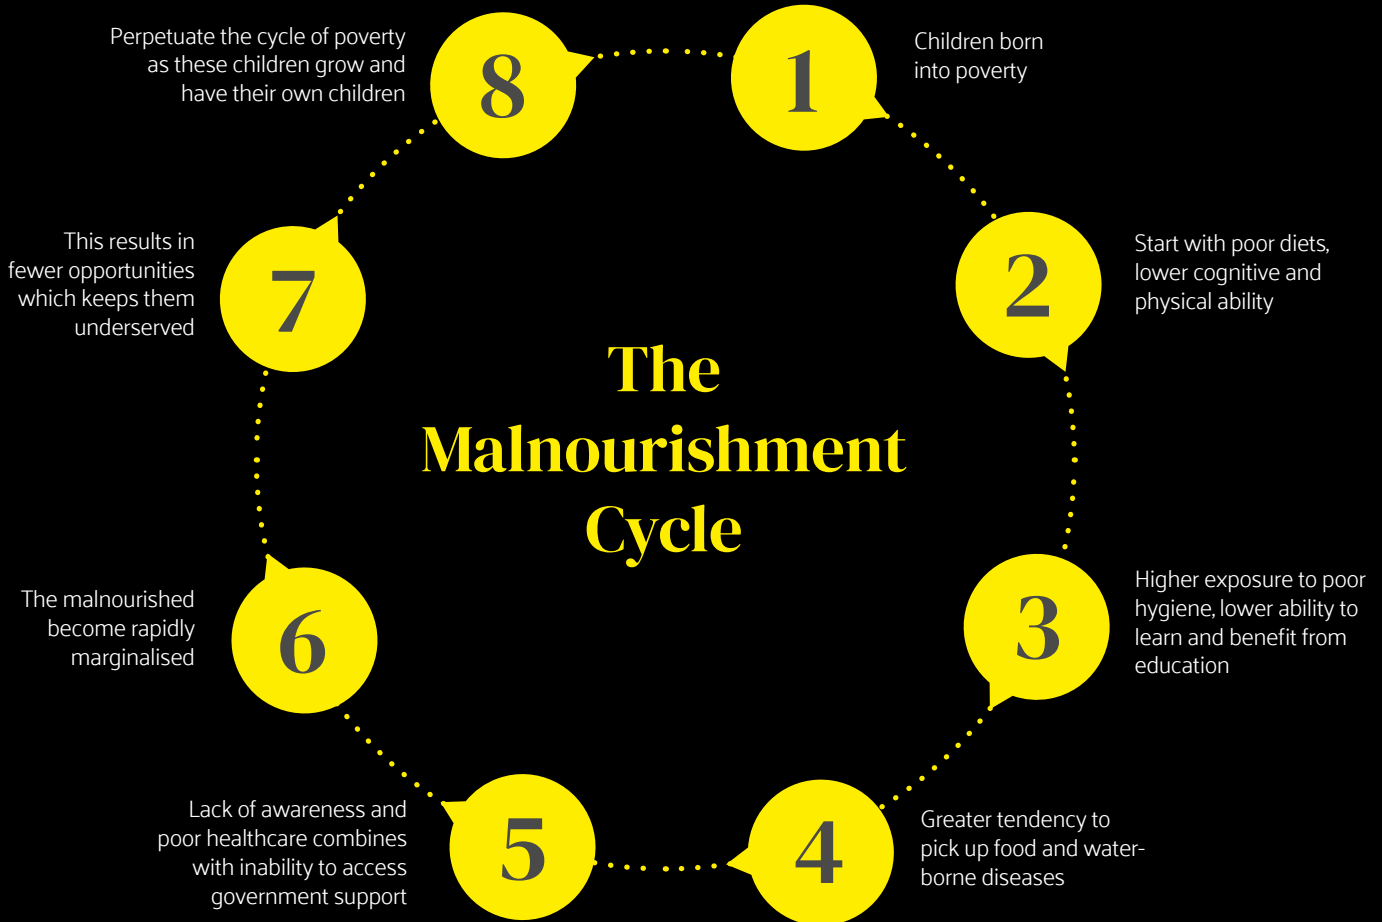 The
Malnourishment
Cycle
1
Children born
into poverty
2
Start with poor diets,
lower cognitive and
physical ability
3
Higher exposure to poor
hygiene, lower ability to
learn and benefit from
education
4
Greater tendency to
pick up food and water-
borne diseases
5
Lack of awareness and
poor healthcare combines
with inability to access
government support
6
The malnourished
become rapidly
marginalised
7
This results in
fewer opportunities
which keeps them
underserved
8
Perpetuate the cycle of poverty
as these children grow and
have their own children